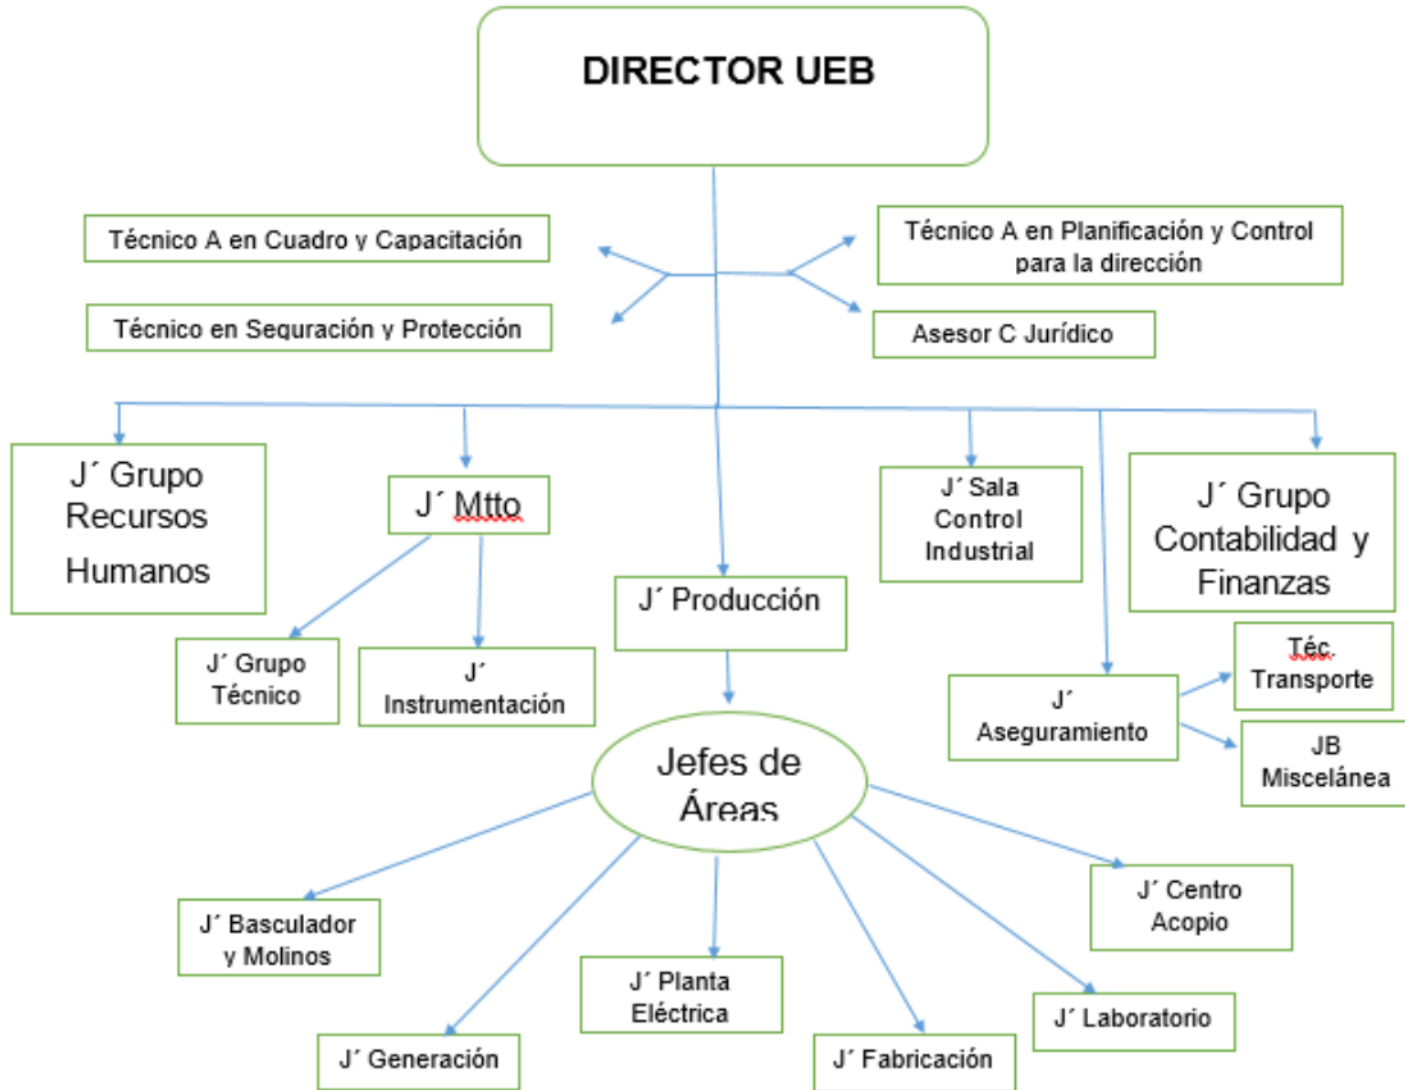 DIRECTOR UEB
Técnico A en Cuadro y Capacitación
Técnico A en Planificación y Control
para la dirección
Técnico en Seguración y Protección
Asesor C Jurídico
J´ Grupo
Recursos
Humanos
J´ Mtto
J´ Producción
J´ Sala
Control
Industrial
J´ Grupo
Contabilidad y
Finanzas
J´ Grupo
Técnico
J´
Instrumentación
J´
Aseguramiento
Téc.
Transporte
JB
Miscelánea
Jefes de
Áreas
J´ Basculador
y Molinos
J´ Generación
J´ Planta
Eléctrica
J´ Fabricación
J´ Laboratorio
J´ Centro
Acopio